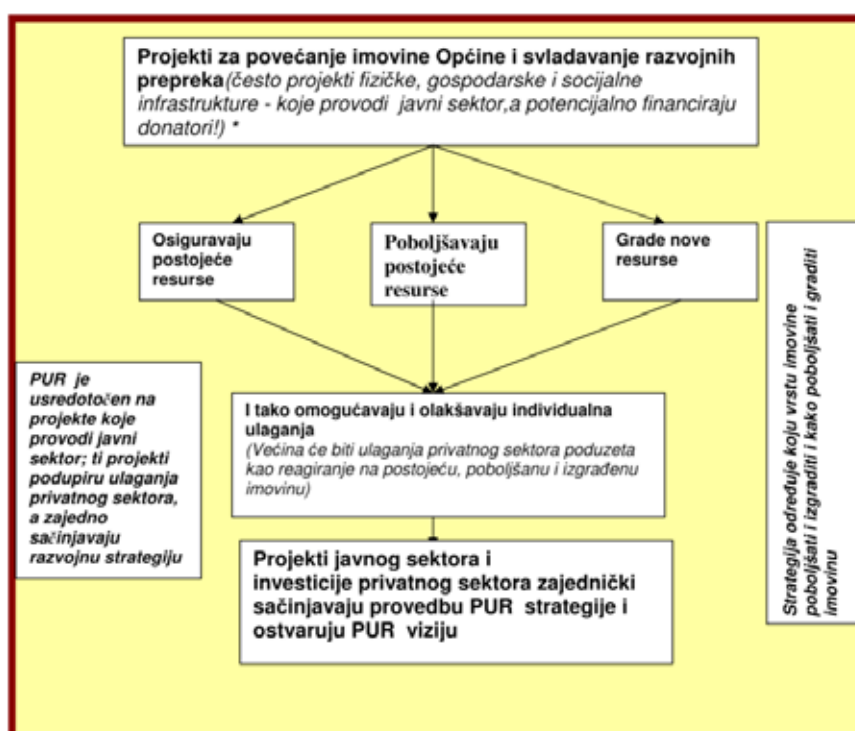 Projekti za povećanje imovine Općine i svladavanje razvojnih
prepreka(često projekti fizičke, gospodarske i socijalne
infrastrukture - koje provodi javni sektor,a potencijalno financiraju
donatori!) *
Osiguravaju
postojeće
resurse
Poboljšavaju
postojeće
resurse
Grade nove
resurse
Strategija određuje koju vrstu imovine
poboljšati i izgraditi i kako poboljšati i graditi
imovinu
PUR je
usredotočen na
projekte koje
provodi javni
sektor; ti projekti
podupiru ulaganja
privatnog sektora,
a zajedno
sačinjavaju
razvojnu strategiju
I tako omogućavaju i olakšavaju individualna
ulaganja
(Većina će biti ulaganja privatnog sektora poduzeta
kao reagiranje na postojeću, poboljšanu i izgrađenu
imovinu)
Projekti javnog sektora i
investicije privatnog sektora zajednički
sačinjavaju provedbu PUR strategije i
ostvaruju PUR viziju